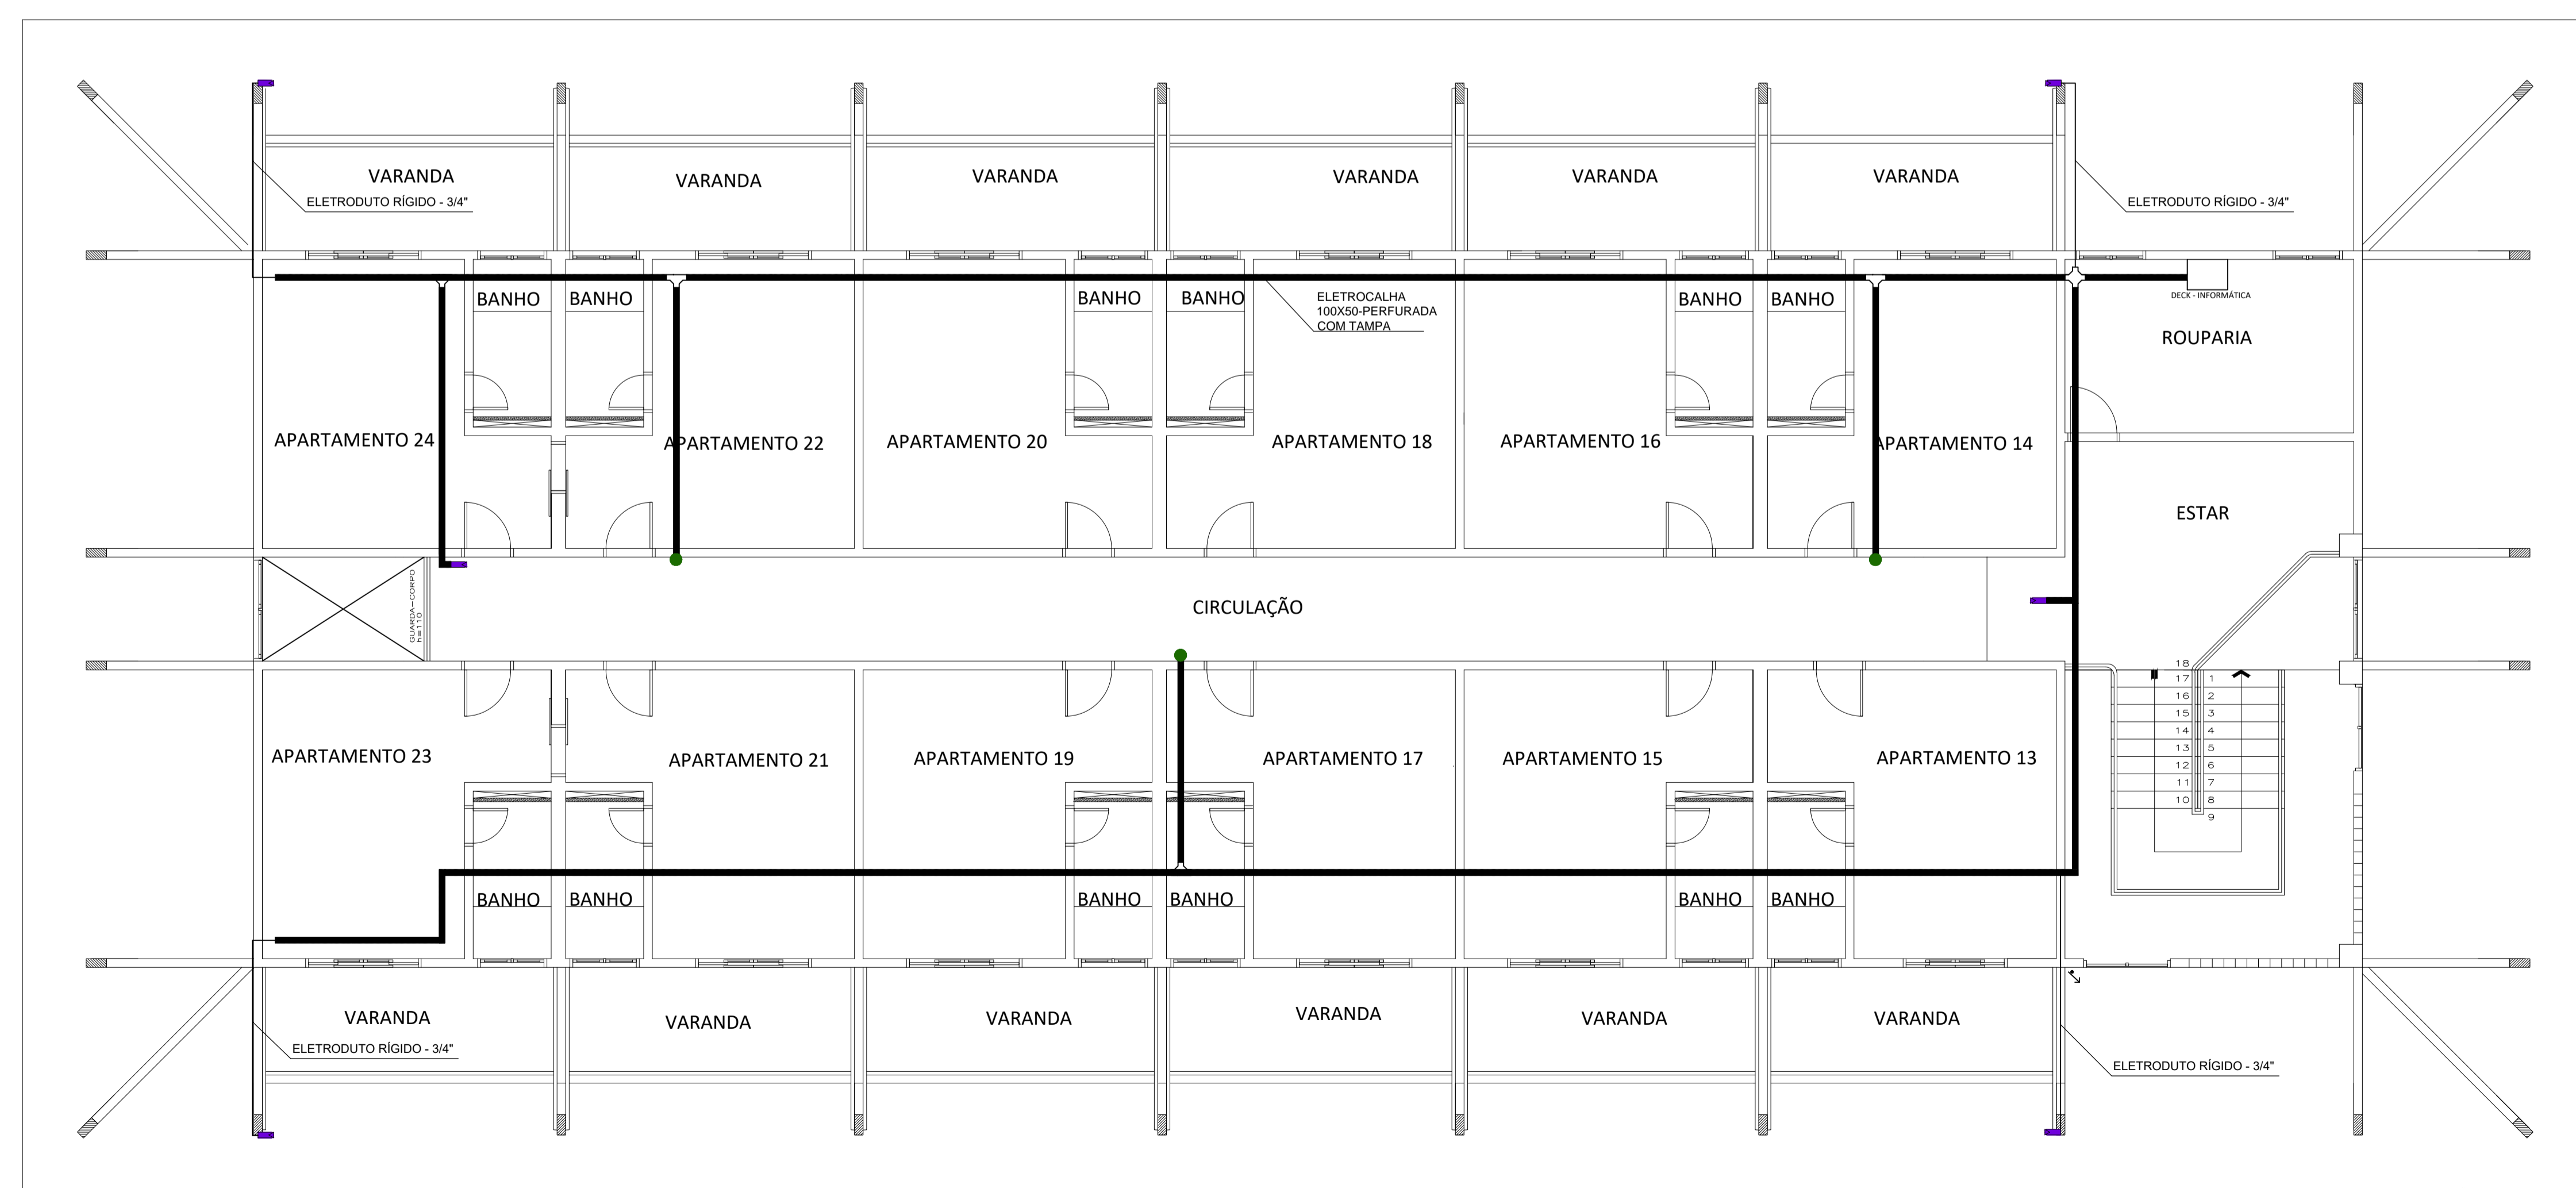 VARANDA
VARANDA
VARANDA
VARANDA
VARANDA
VARANDA
ELETRODUTO RÍGIDO - 3/4"
ELETRODUTO RÍGIDO - 3/4"
BANHO
BANHO
BANHO
BANHO
ELETROCALHA
100X50-PERFURADA
COM TAMPA
BANHO
BANHO
DECK - INFORMÁTICA
ROUPARIA
APARTAMENTO 24
APARTAMENTO 22
APARTAMENTO 20
APARTAMENTO 18
APARTAMENTO 16
APARTAMENTO 14
ESTAR
GUARDA-CORPO
h=110
CIRCULAÇÃO
18
17 1
16 2
15 3
14 4
13 5
12 6
11 7
10 8
9
APARTAMENTO 23
APARTAMENTO 21
APARTAMENTO 19
APARTAMENTO 17
APARTAMENTO 15
APARTAMENTO 13
BANHO
BANHO
BANHO
BANHO
BANHO
BANHO
VARANDA
VARANDA
VARANDA
VARANDA
VARANDA
VARANDA
ELETRODUTO RÍGIDO - 3/4"
ELETRODUTO RÍGIDO - 3/4"